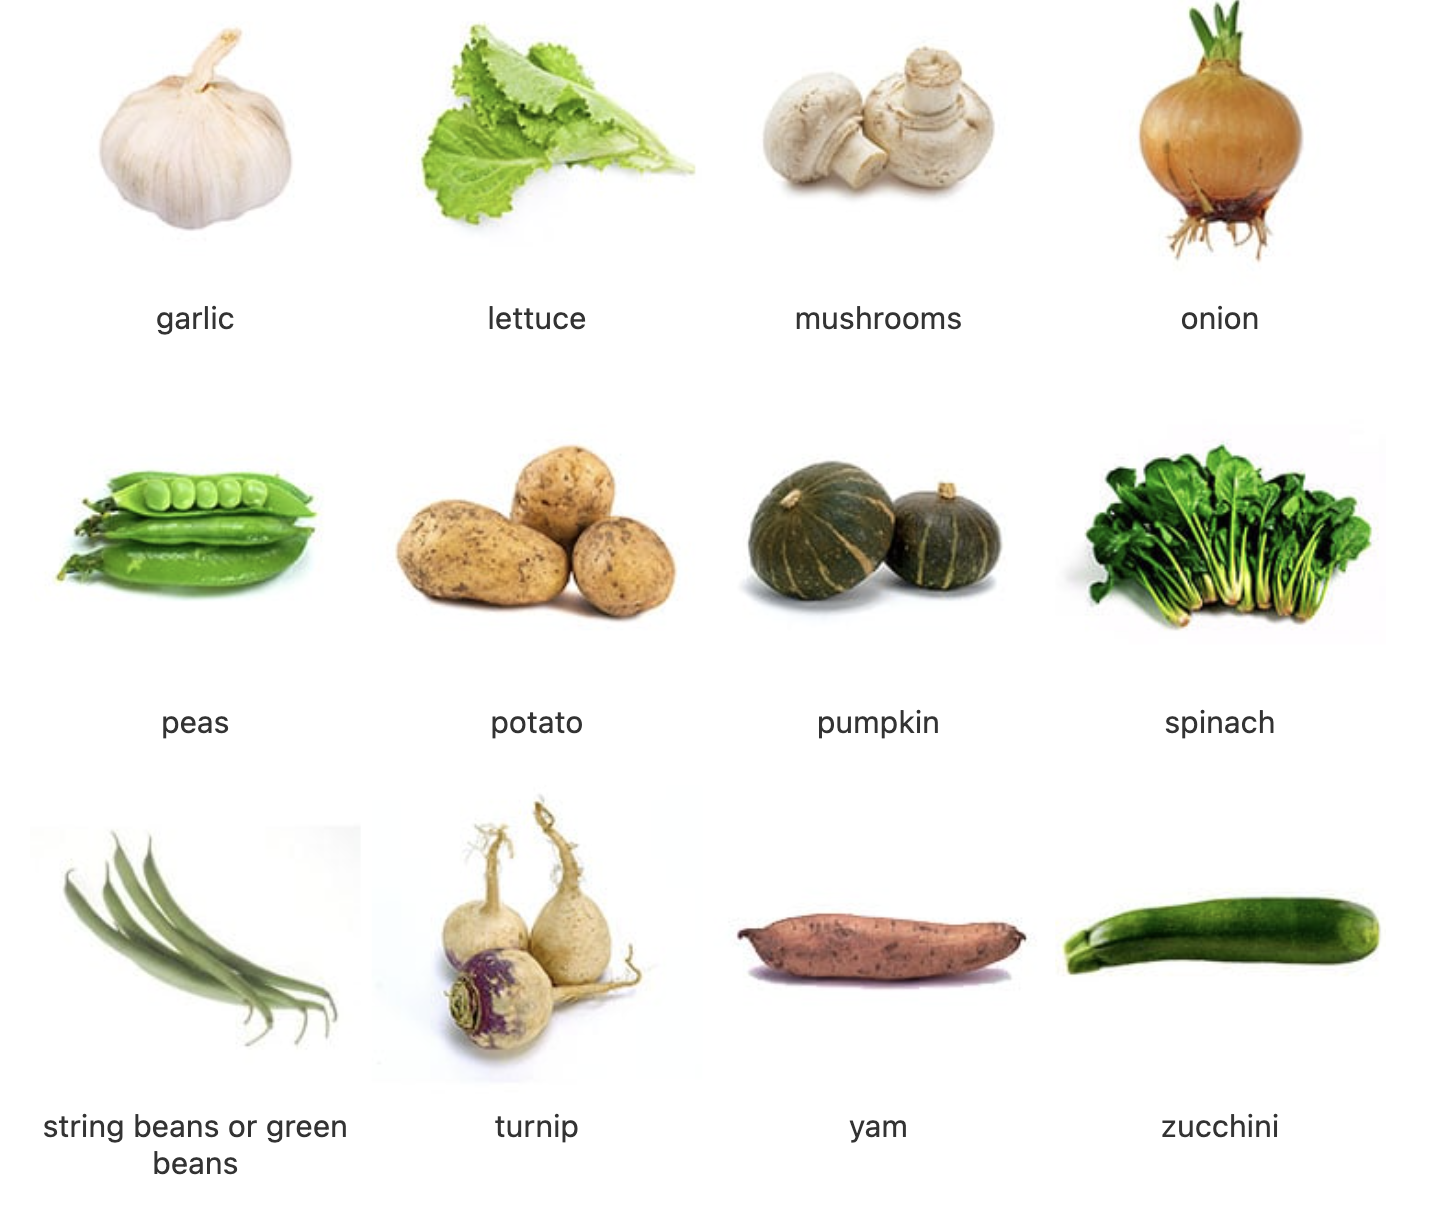 garlic
lettuce
mushrooms
onion
peas
potato
pumpkin
spinach
string beans or green
beans
turnip
yam
zucchini